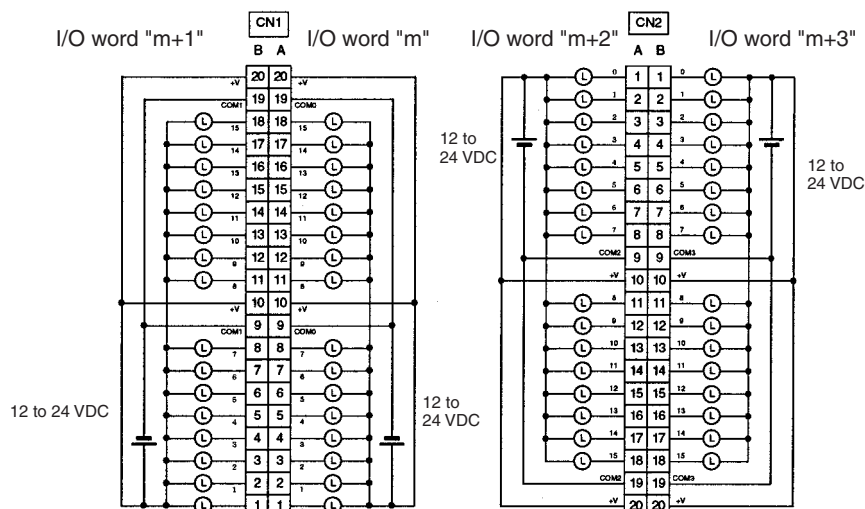 CN1
I/O word "m+1" I/O word "m"
B A
+V 20 20 +V
COM1 19 19 COM0
L 15 18 18 15 L
L 14 17 17 14 L
L 13 16 16 13 L
L 12 15 15 12 L
L 11 14 14 11 L
L 10 13 13 10 L
L 9 12 12 9 L
L 8 11 11 8 L
+V 10 10 +V
COM1 9 9 COM0
L 7 8 8 7 L
L 6 7 7 6 L
L 5 6 6 5 L
L 4 5 5 4 L
L 3 4 4 3 L
L 2 3 3 2 L
L 1 2 2 1 L
L 1 1 L
12 to 24 VDC
12 to
24 VDC
CN2
I/O word "m+2" I/O word "m+3"
A B
L 0 1 1 0 L
L 1 2 2 1 L
L 2 3 3 2 L
L 3 4 4 3 L
L 4 5 5 4 L
L 5 6 6 5 L
L 6 7 7 6 L
L 7 8 8 7 L
COM2 9 9 COM3
+V 10 10 +V
L 8 11 11 8 L
L 9 12 12 9 L
L 10 13 13 10 L
L 11 14 14 11 L
L 12 15 15 12 L
L 13 16 16 13 L
L 14 17 17 14 L
L 15 18 18 15 L
COM2 19 19 COM3
+V 20 20 +V
12 to
24 VDC
12 to
24 VDC